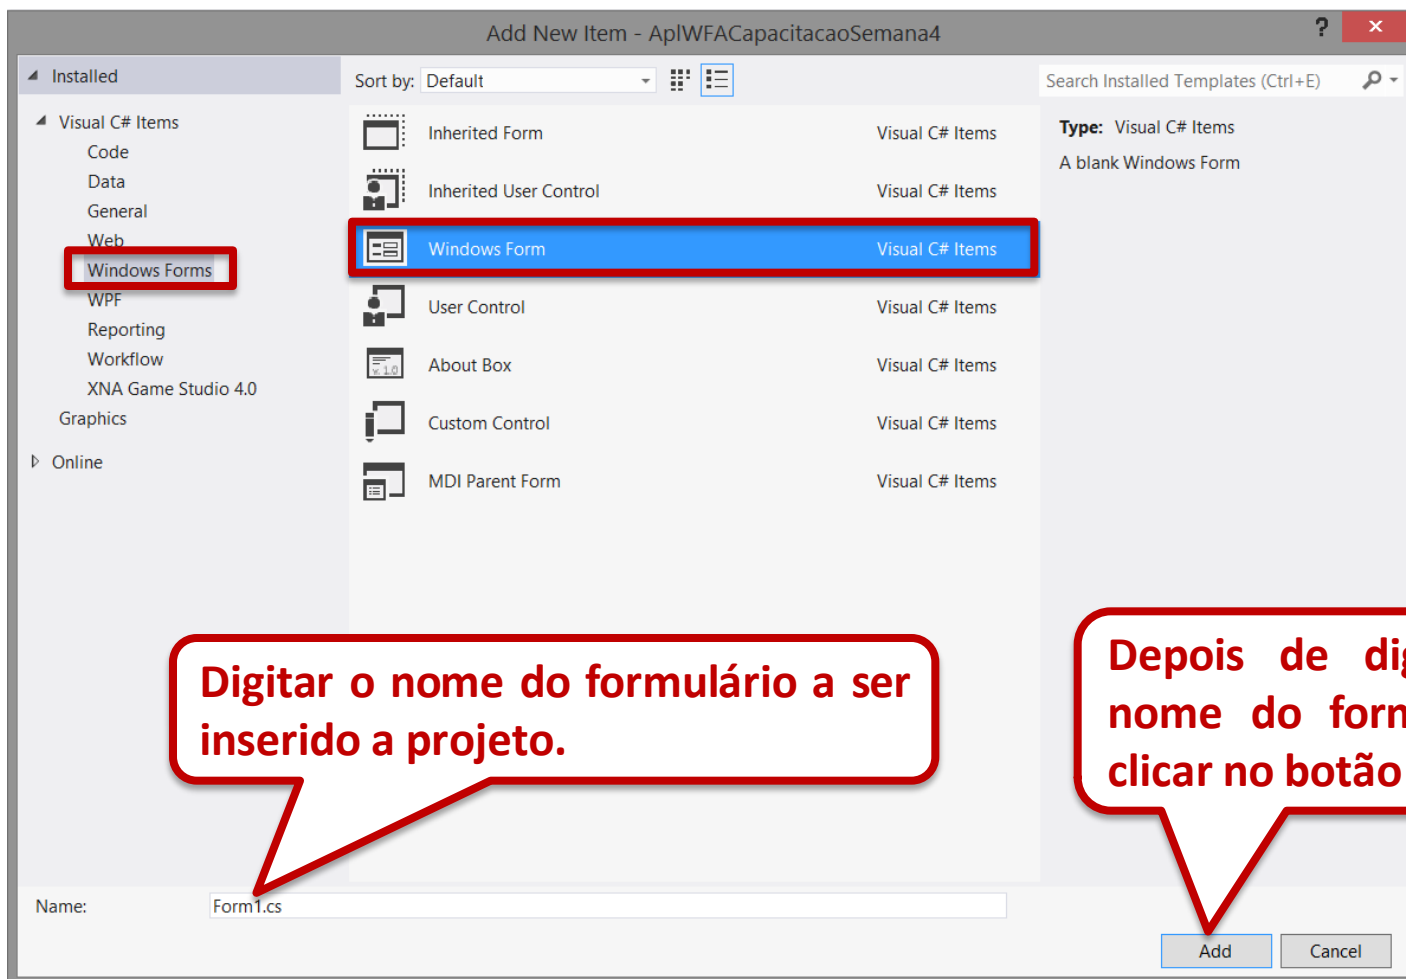 Add New Item - AplWFACapacitacaoSemana4
?
x
Installed
Sort by: Default
Search Installed Templates (Ctrl+E)
Visual C# Items
Code
Data
General
Web
Windows Forms
WPF
Reporting
Workflow
XNA Game Studio 4.0
Graphics
Online
Inherited Form Visual C# Items
Inherited User Control Visual C# Items
Windows Form Visual C# Items
User Control Visual C# Items
v. 1.0
About Box Visual C# Items
Custom Control Visual C# Items
MDI Parent Form Visual C# Items
Type: Visual C# Items
A blank Windows Form
Digitar o nome do formulário a ser
inserido a projeto.
Depois de dig
nome do form
clicar no botão
Name: Form1.cs
Add Cancel